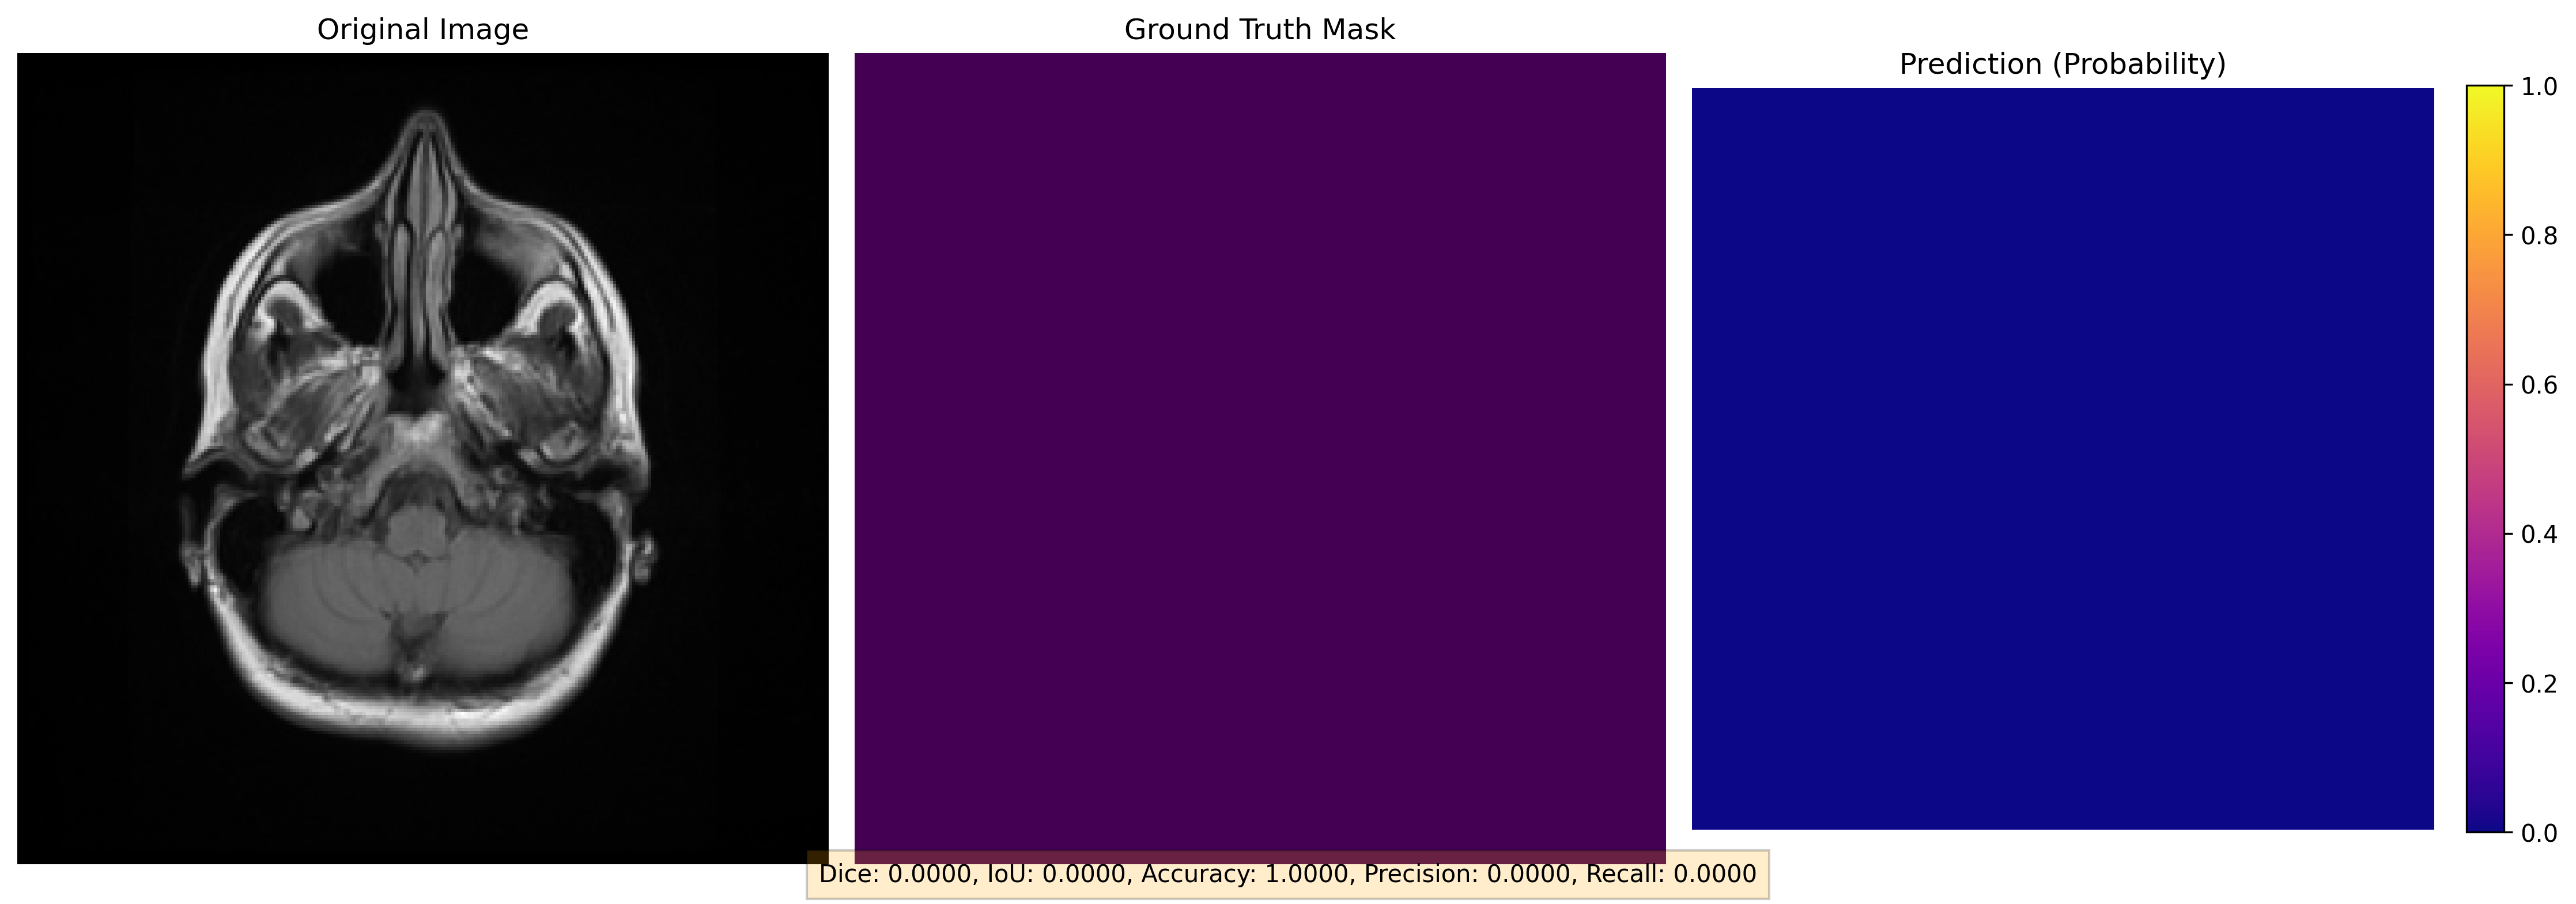 Original Image
Ground Truth Mask
Prediction (Probability)
1.0
0.8
0.6
0.4
0.2
0.0
Dice: 0.0000, IoU: 0.0000, Accuracy: 1.0000, Precision: 0.0000, Recall: 0.0000